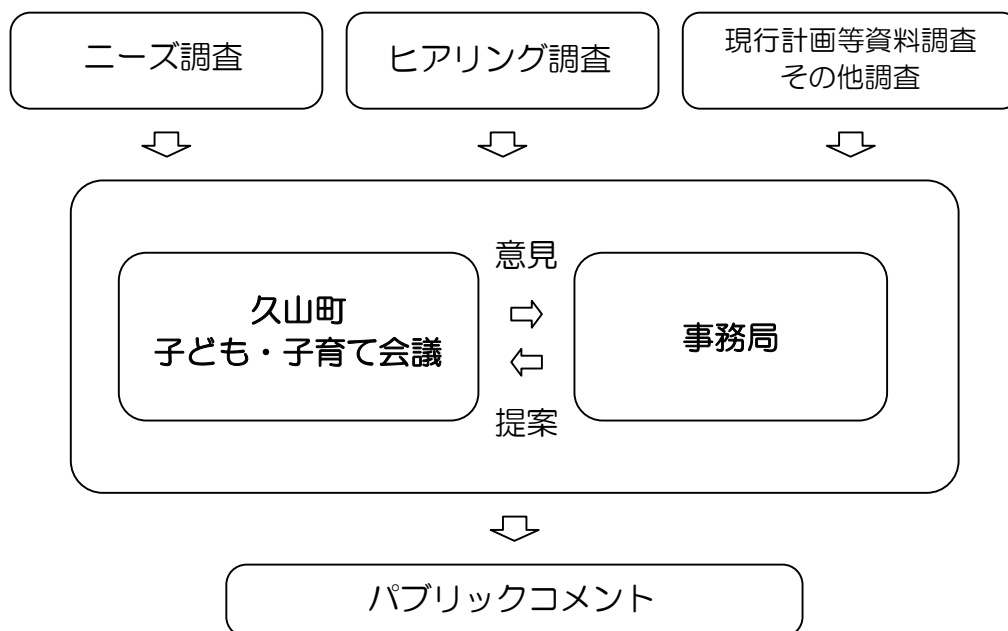 ニーズ調査
ヒアリング調査
現行計画等資料調査
その他調査
意見
久山町
子ども・子育て会議
事務局
提案
パブリックコメント